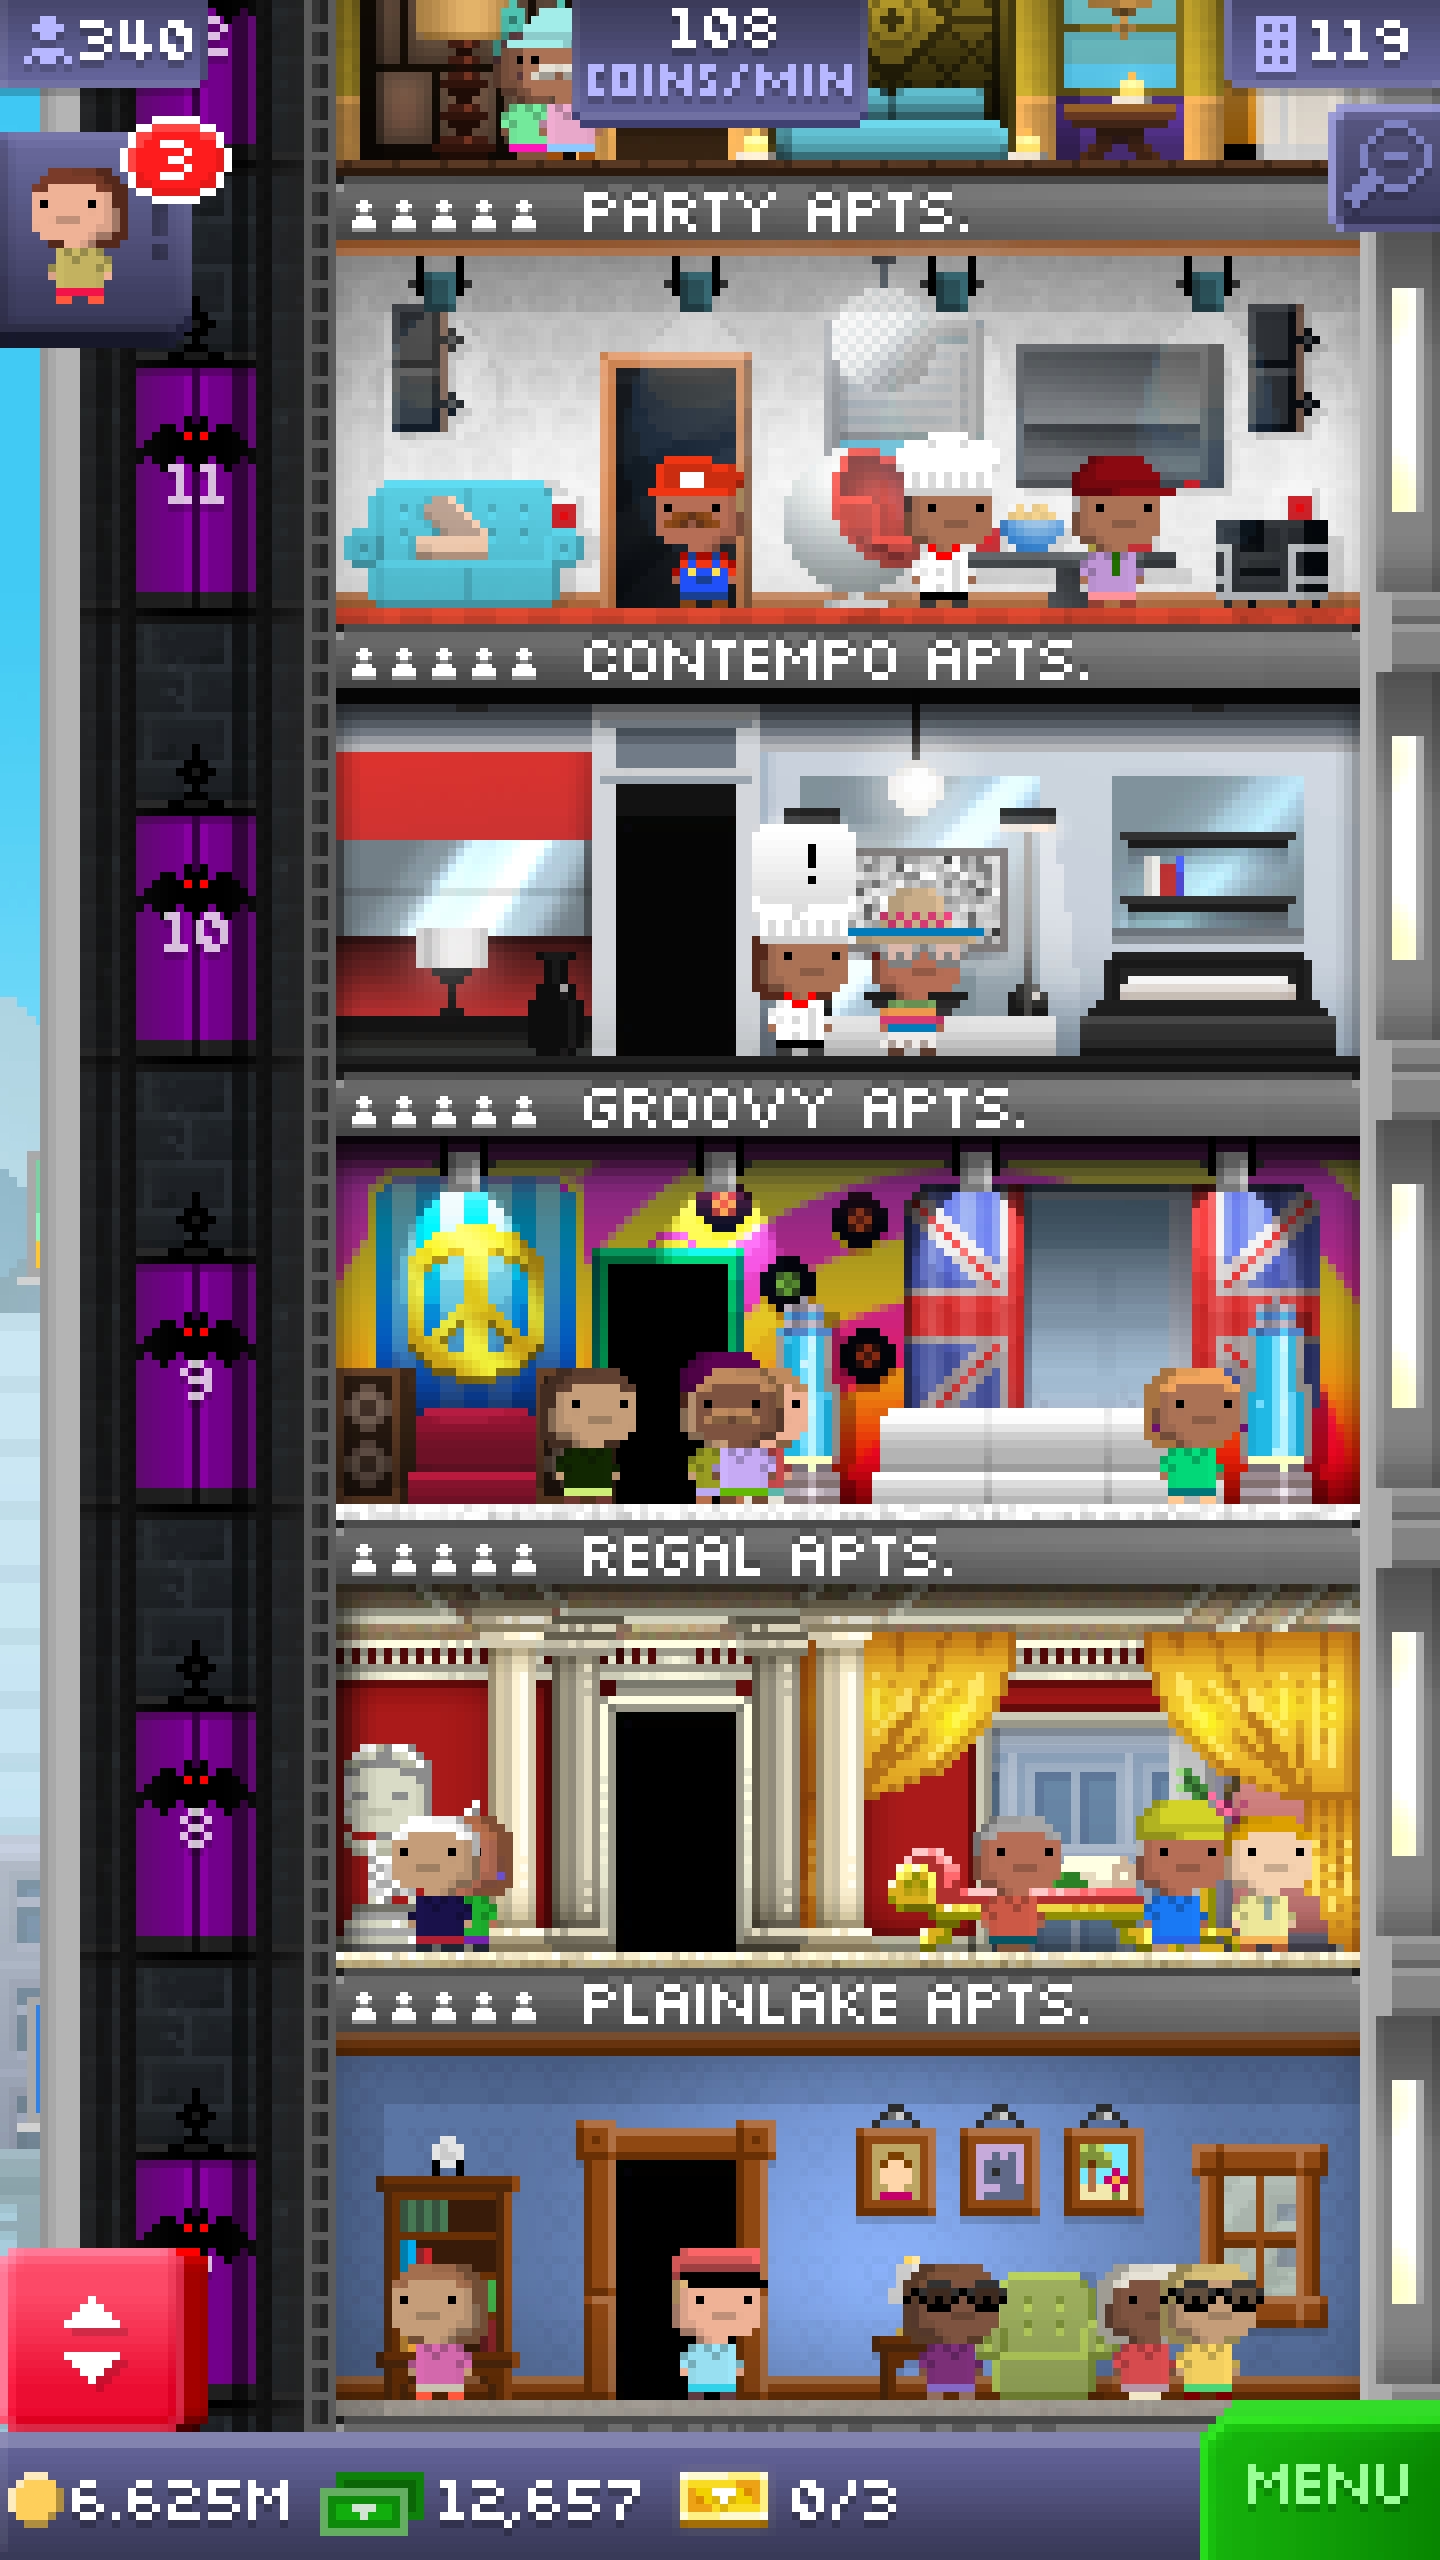 340
108
COINS/MIN
119
3
PARTY APTS.
11
CONTEMPO APTS.
!
10
GROOVY APTS.
9
REGAL APTS.
8
PLAINLAKE APTS.
6.625M
12,657
0/3
MENU